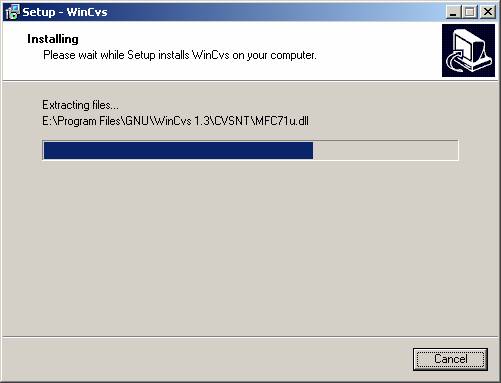 Setup - WinCvs
Installing
Please wait while Setup installs WinCvs on your computer.
Extracting files...
E:\Program Files\GNU\WinCvs 1.3\CVSNT\MFC71u.dll
Cancel